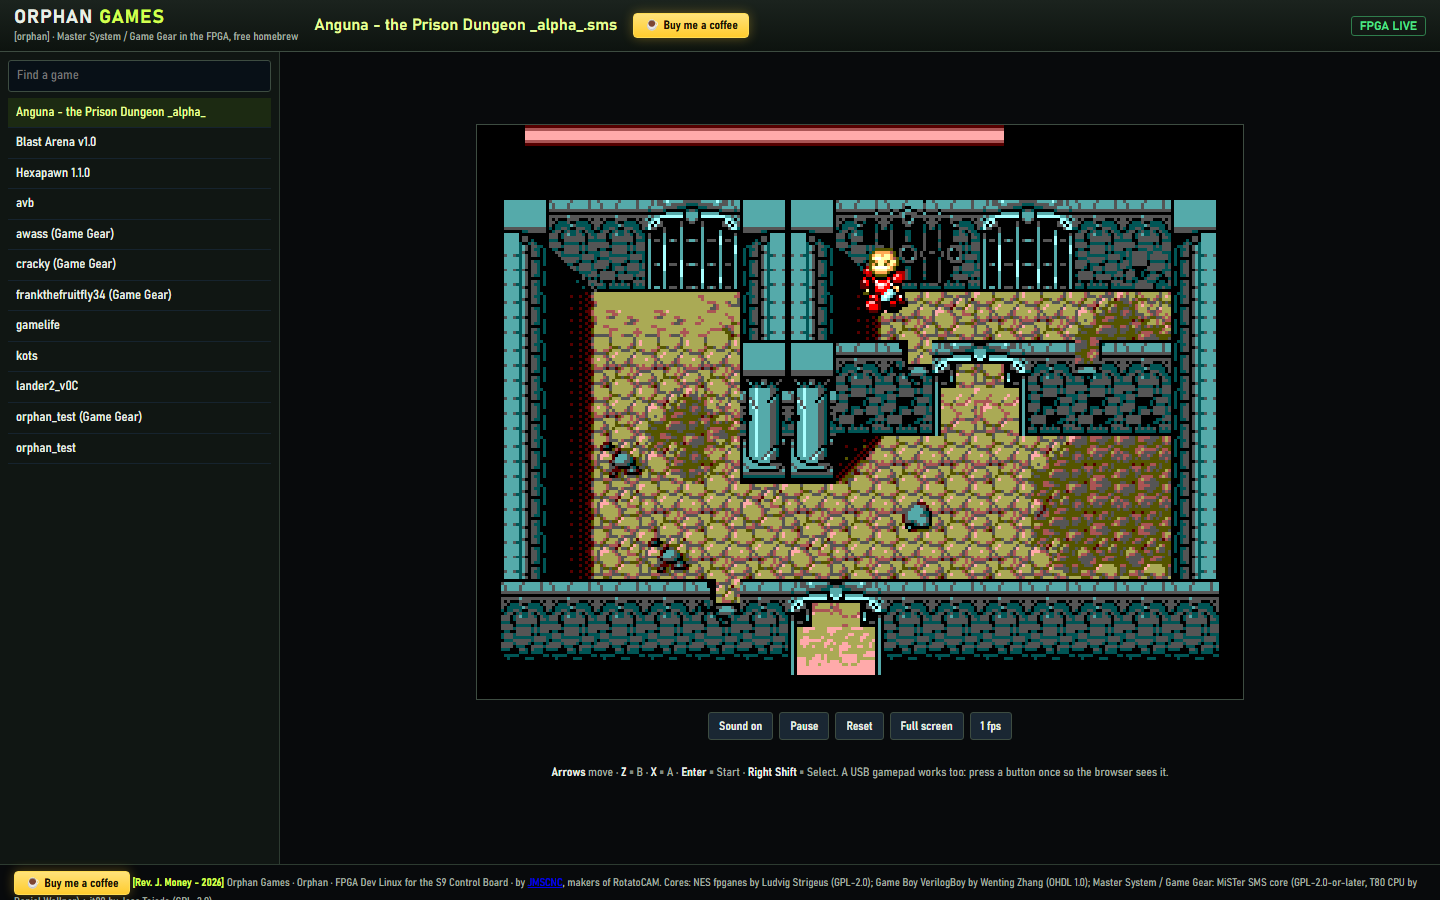 ORPHAN GAMES
[orphan] · Master System / Game Gear in the FPGA, free homebrew
Anguna - the Prison Dungeon _alpha_.sms
Buy me a coffee
FPGA LIVE
Find a game
Anguna - the Prison Dungeon _alpha_
Blast Arena v1.0
Hexapawn 1.1.0
avb
awass (Game Gear)
cracky (Game Gear)
frankthefruitfly34 (Game Gear)
gamelife
kots
lander2_v0C
orphan_test (Game Gear)
orphan_test
Sound on
Pause
Reset
Full screen
1 fps
Arrows move · Z = B · X = A · Enter = Start · Right Shift = Select. A USB gamepad works too: press a button once so the browser sees it.
Buy me a coffee
[Rev. J. Money - 2026] Orphan Games · Orphan · FPGA Dev Linux for the S9 Control Board · by JMSCNC, makers of RotatoCAM. Cores: NES fpganes by Ludvig Strigeus (GPL-2.0); Game Boy VerilogBoy by Wenting Zhang (OHDL 1.0); Master System / Game Gear: MiSTer SMS core (GPL-2.0-or-later, T80 CPU by